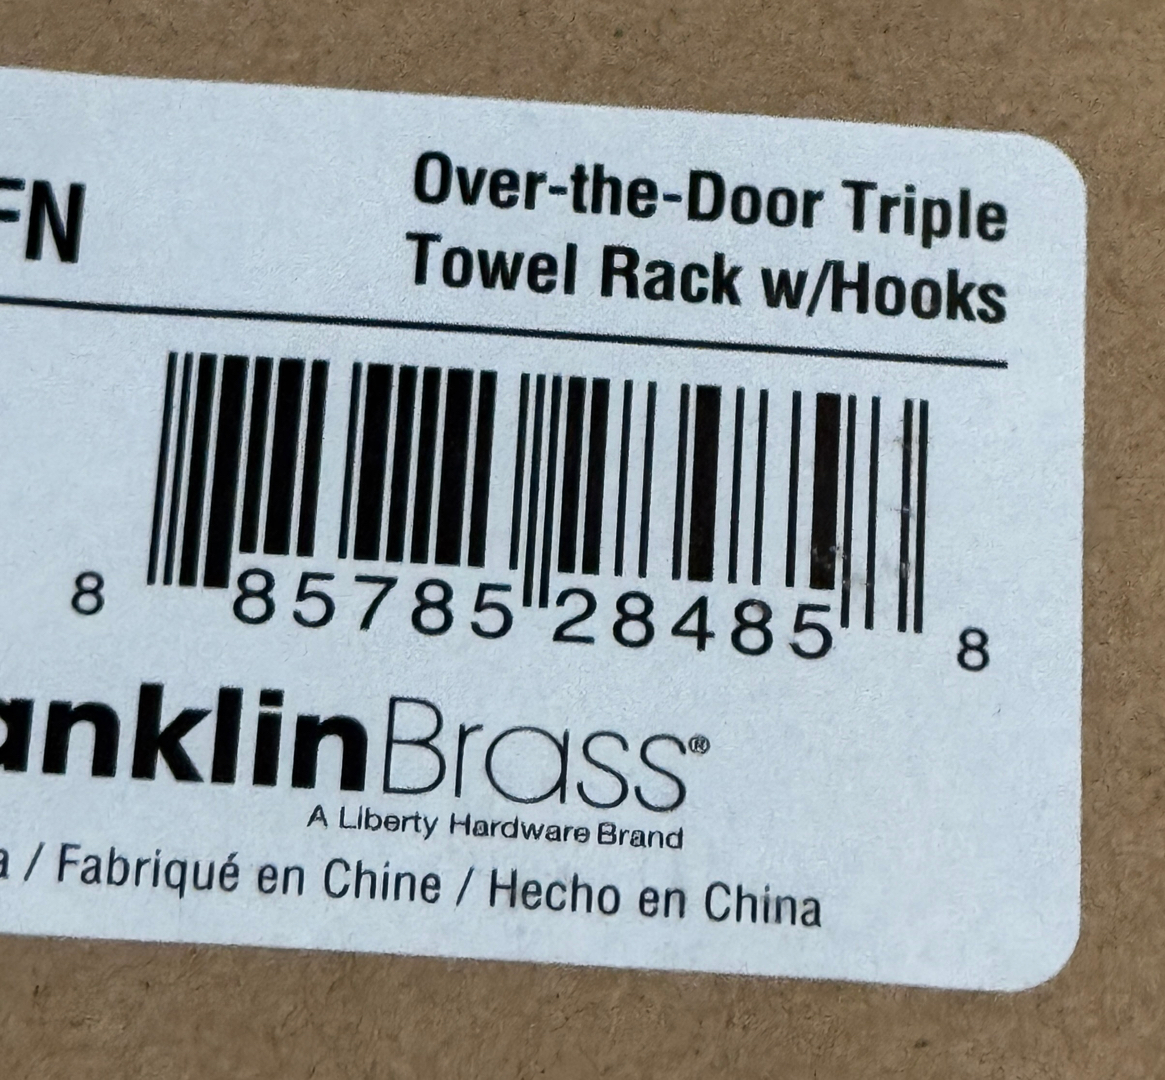 FN
Over-the-Door Triple
Towel Rack w/Hooks
8 85785 28485 8
anklinBrass®
A Liberty Hardware Brand
a / Fabriqué en Chine / Hecho en China